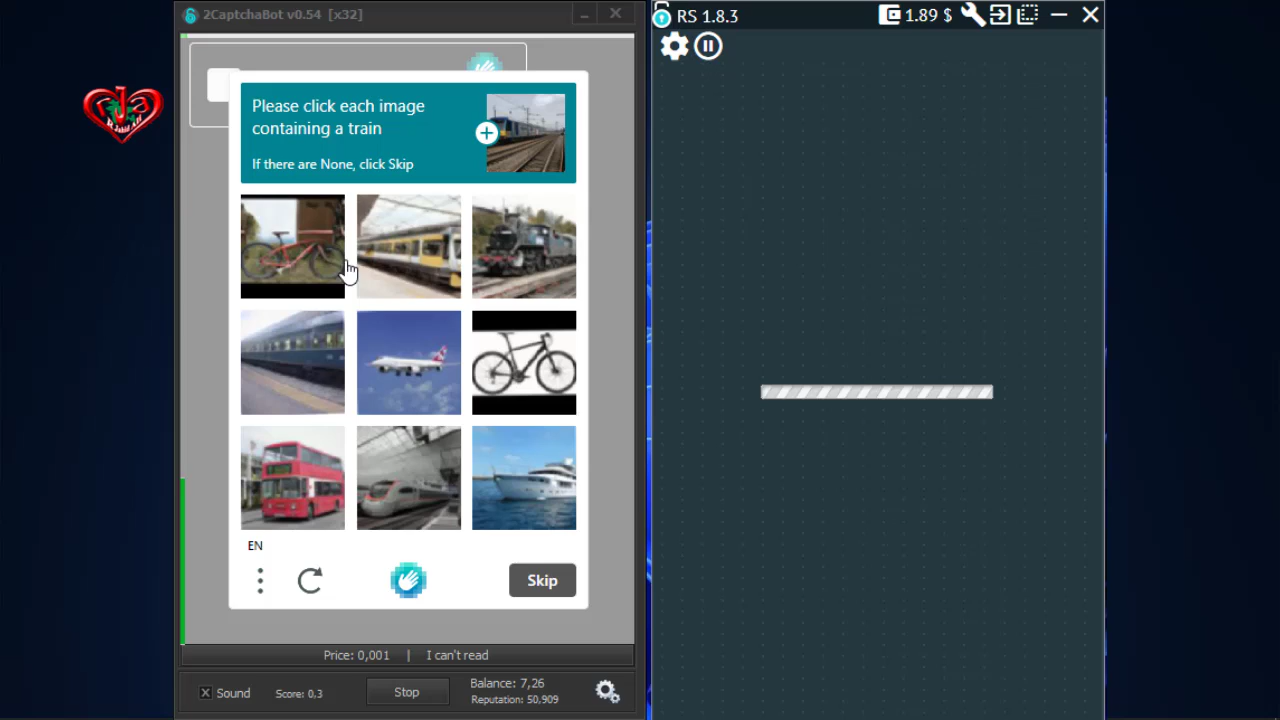 2CaptchaBot v0.54 [x32]
Please click each image
containing a train
If there are None, click Skip
EN
Skip
Price: 0,001 | I can't read
Sound
Score: 0,3
Stop
Balance: 7,26
Reputation: 50,909
RS 1.8.3
1.89 $